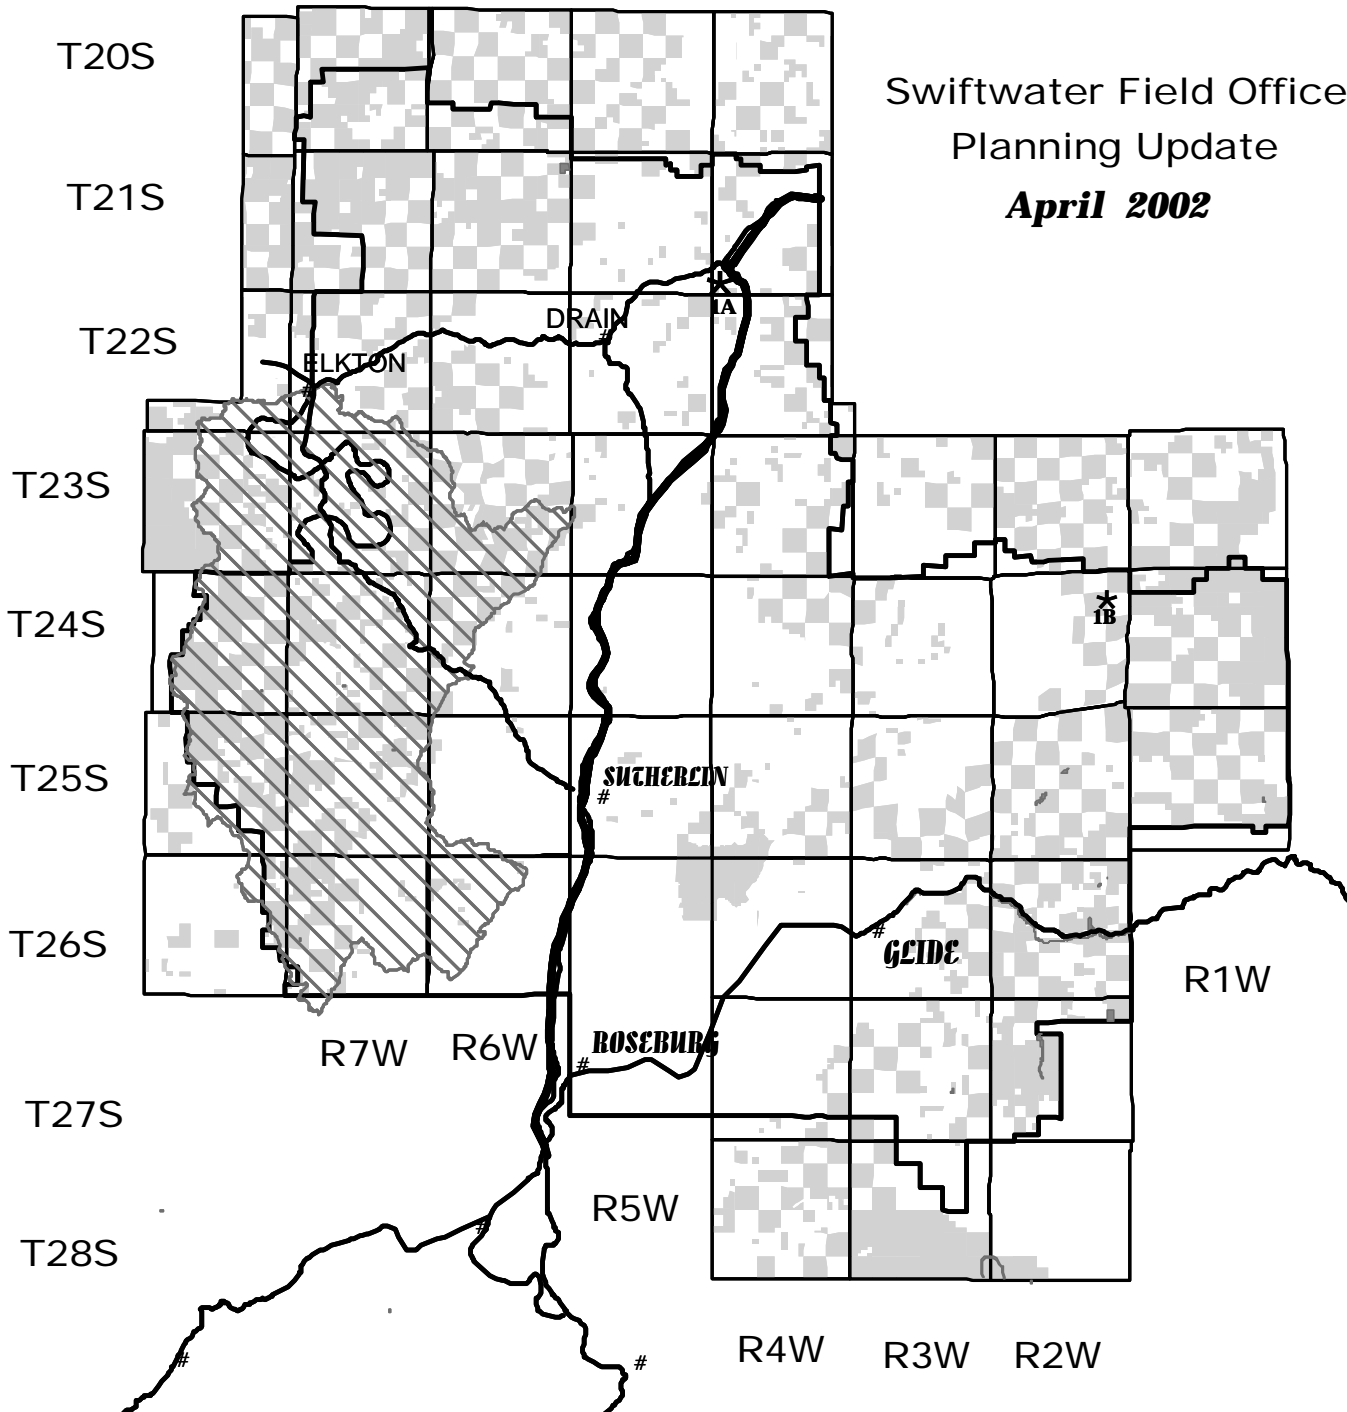 T20S
Swiftwater Field Office
Planning Update
April 2002
T21S
1A
DRAIN
#
T22S
ELKTON
#
T23S
T24S
1B
T25S
SUTHERLIN
#
T26S
#
GLIDE
R1W
R7W
R6W
ROSEBURG
#
T27S
R5W
#
T28S
R4W
R3W
R2W
#
#